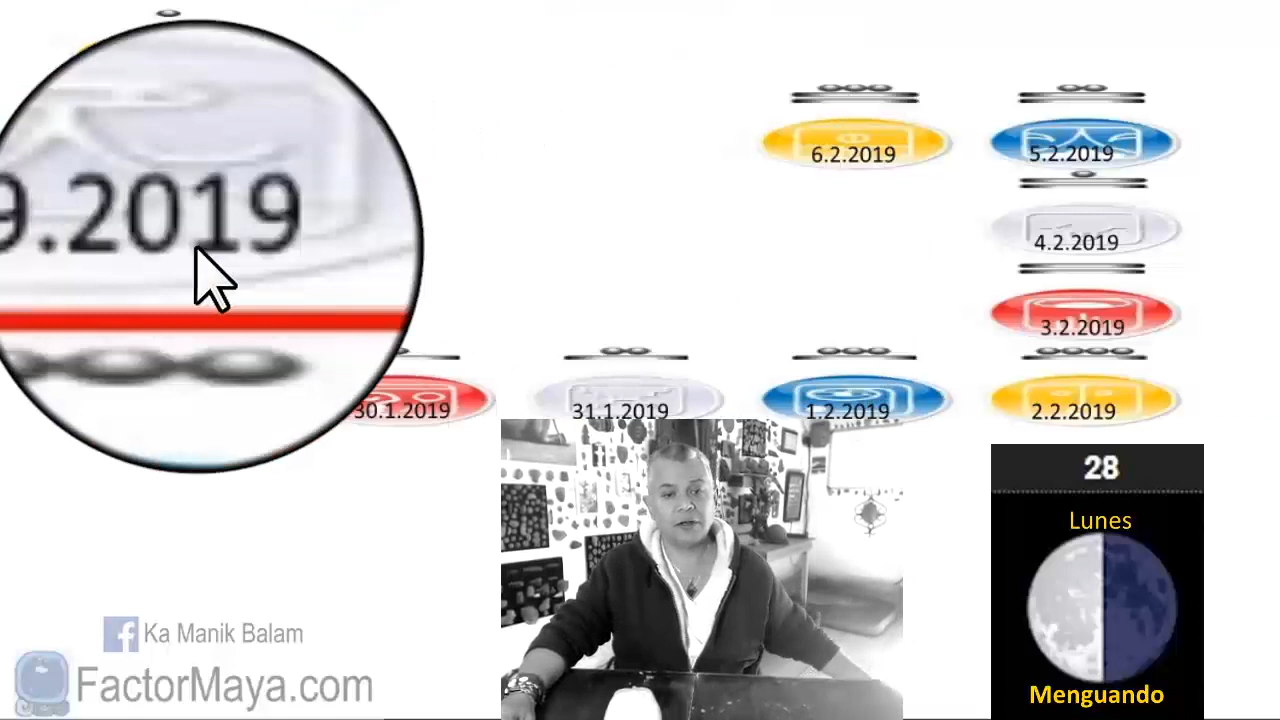 6.2.2019
5.2.2019
9.2019
4.2.2019
3.2.2019
30.1.2019
31.1.2019
1.2.2019
2.2.2019
28
Lunes
Menguando
Ka Manik Balam
FactorMaya.com